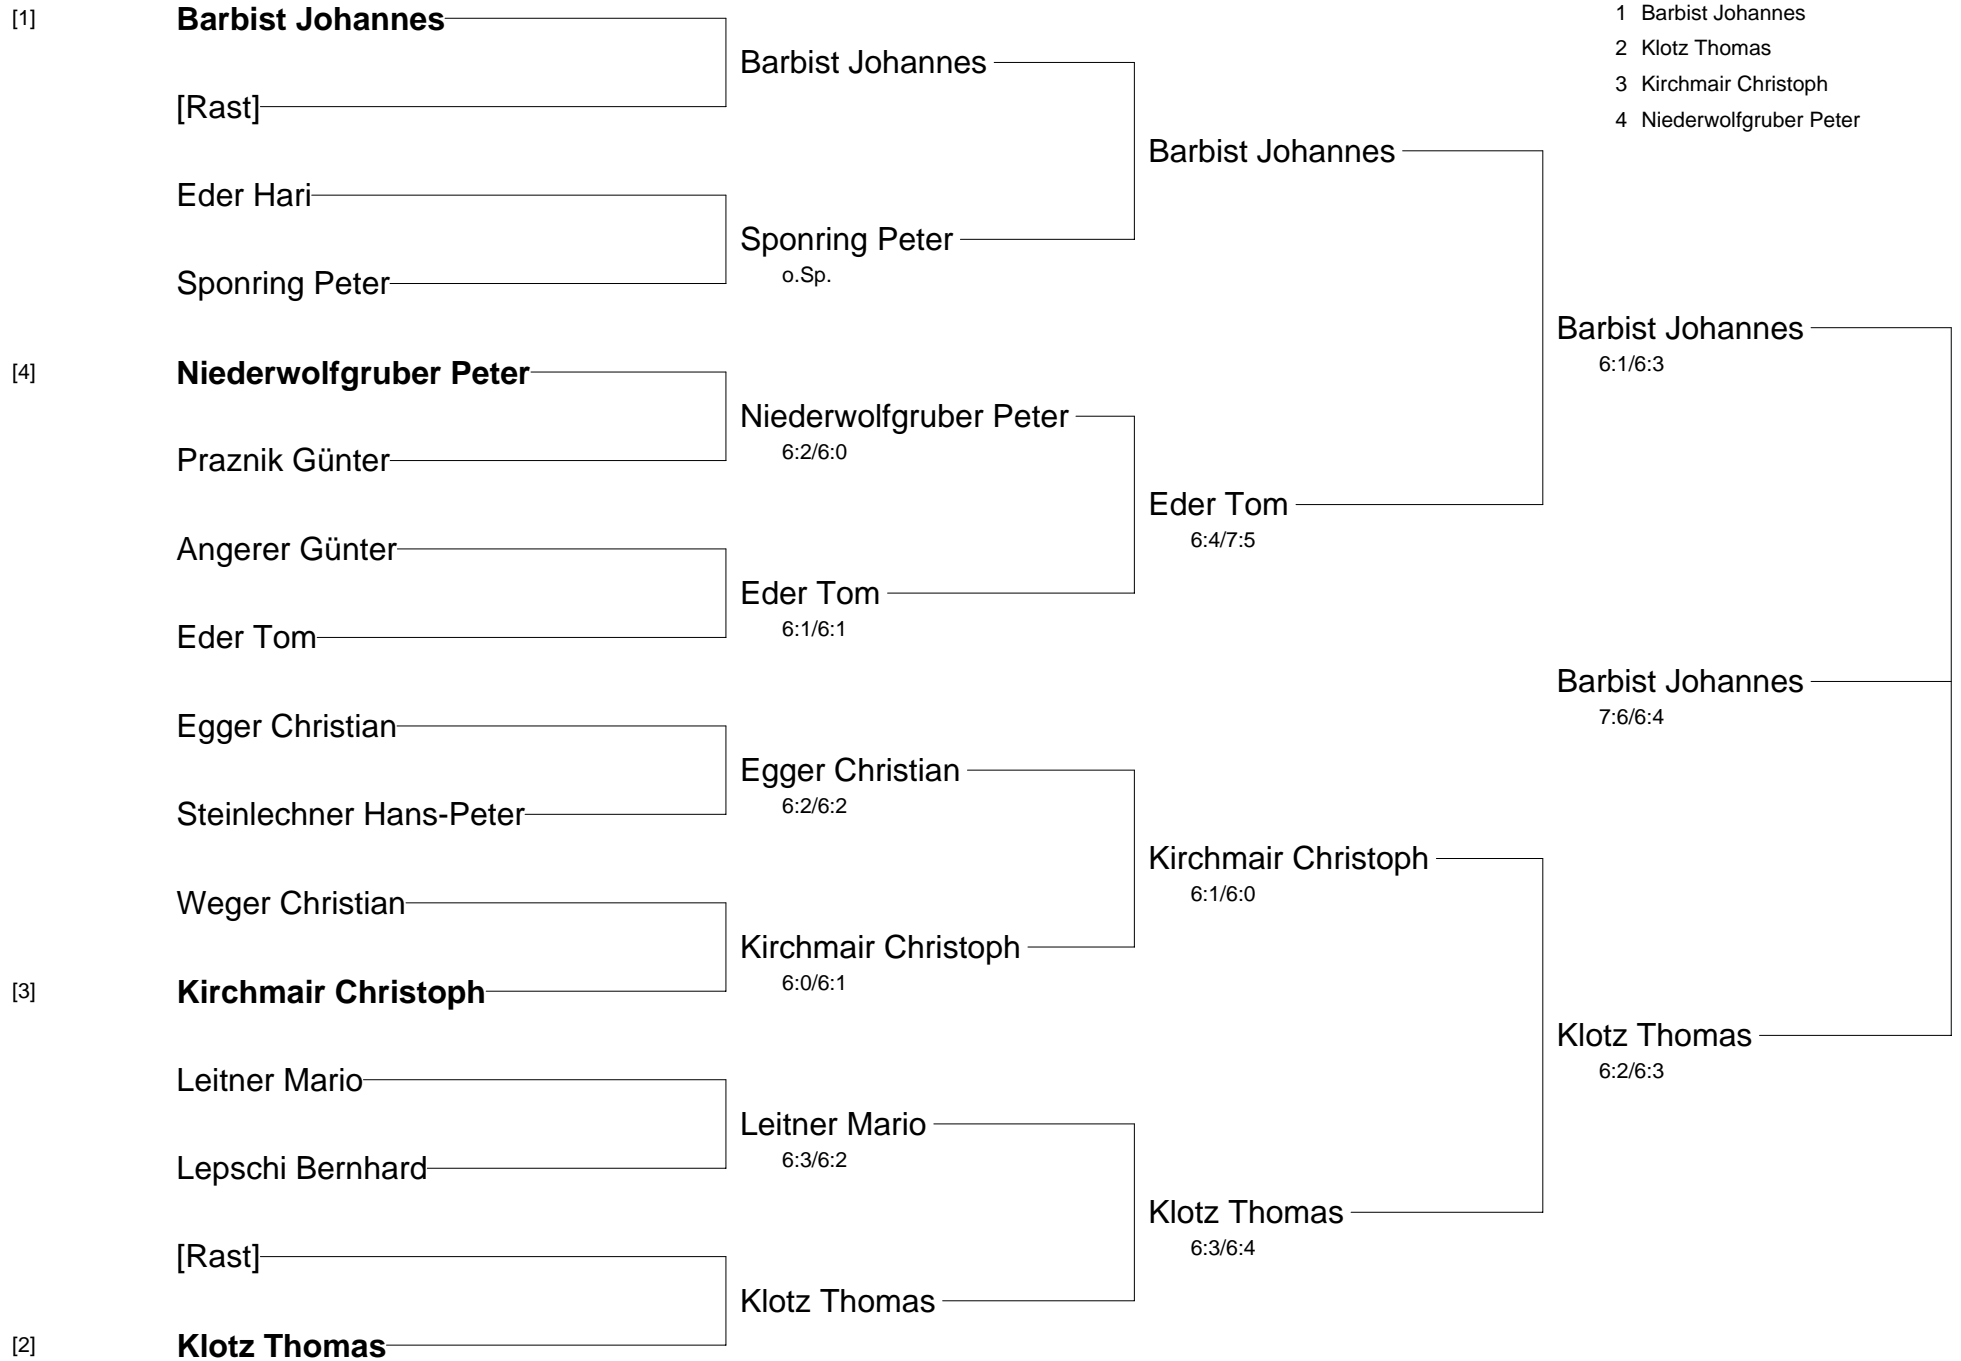 [1] Barbist Johannes
1 Barbist Johannes
2 Klotz Thomas
3 Kirchmair Christoph
4 Niederwolfgruber Peter
Barbist Johannes
[Rast]
Barbist Johannes
Eder Hari
Sponring Peter
o.Sp.
Sponring Peter
Barbist Johannes
6:1/6:3
[4] Niederwolfgruber Peter
Niederwolfgruber Peter
6:2/6:0
Praznik Günter
Eder Tom
6:4/7:5
Angerer Günter
Eder Tom
6:1/6:1
Eder Tom
Barbist Johannes
7:6/6:4
Egger Christian
Egger Christian
6:2/6:2
Steinlechner Hans-Peter
Kirchmair Christoph
6:1/6:0
Weger Christian
Kirchmair Christoph
6:0/6:1
[3] Kirchmair Christoph
Klotz Thomas
6:2/6:3
Leitner Mario
Leitner Mario
6:3/6:2
Lepschi Bernhard
Klotz Thomas
6:3/6:4
[Rast]
Klotz Thomas
[2] Klotz Thomas